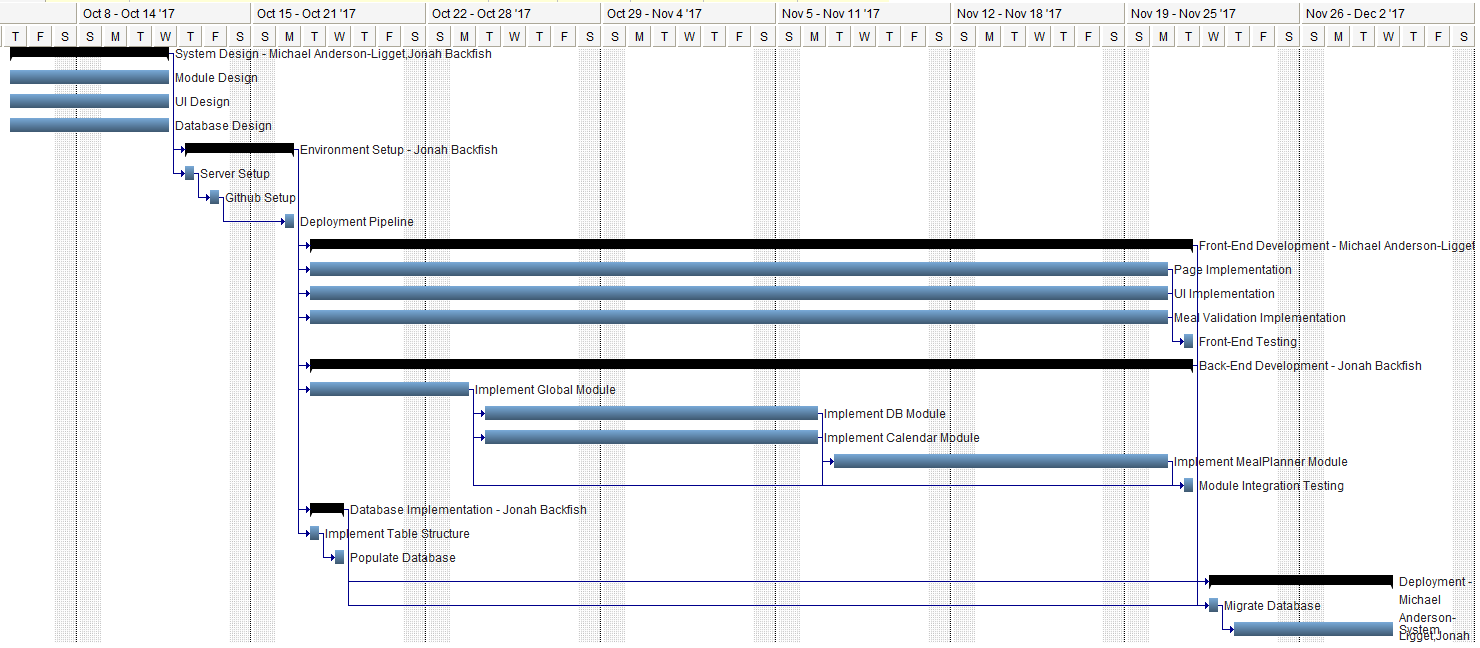 Oct 8 - Oct 14 '17 Oct 15 - Oct 21 '17 Oct 22 - Oct 28 '17 Oct 29 - Nov 4 '17 Nov 5 - Nov 11 '17 Nov 12 - Nov 18 '17 Nov 19 - Nov 25 '17 Nov 26 - Dec 2 '17
T F S S M T W T F S S M T W T F S S M T W T F S S M T W T F S S M T W T F S S M T W T F S S M T W T F S S M T W T F S
System Design - Michael Anderson-Ligget,Jonah Backfish
Module Design
UI Design
Database Design
Environment Setup - Jonah Backfish
Server Setup
Github Setup
Deployment Pipeline
Front-End Development - Michael Anderson-Ligget
Page Implementation
UI Implementation
Meal Validation Implementation
Front-End Testing
Back-End Development - Jonah Backfish
Implement Global Module
Implement DB Module
Implement Calendar Module
Implement MealPlanner Module
Module Integration Testing
Database Implementation - Jonah Backfish
Implement Table Structure
Populate Database
Deployment -
Michael
Migrate Database
Anderson-
System
Ligget,Jonah